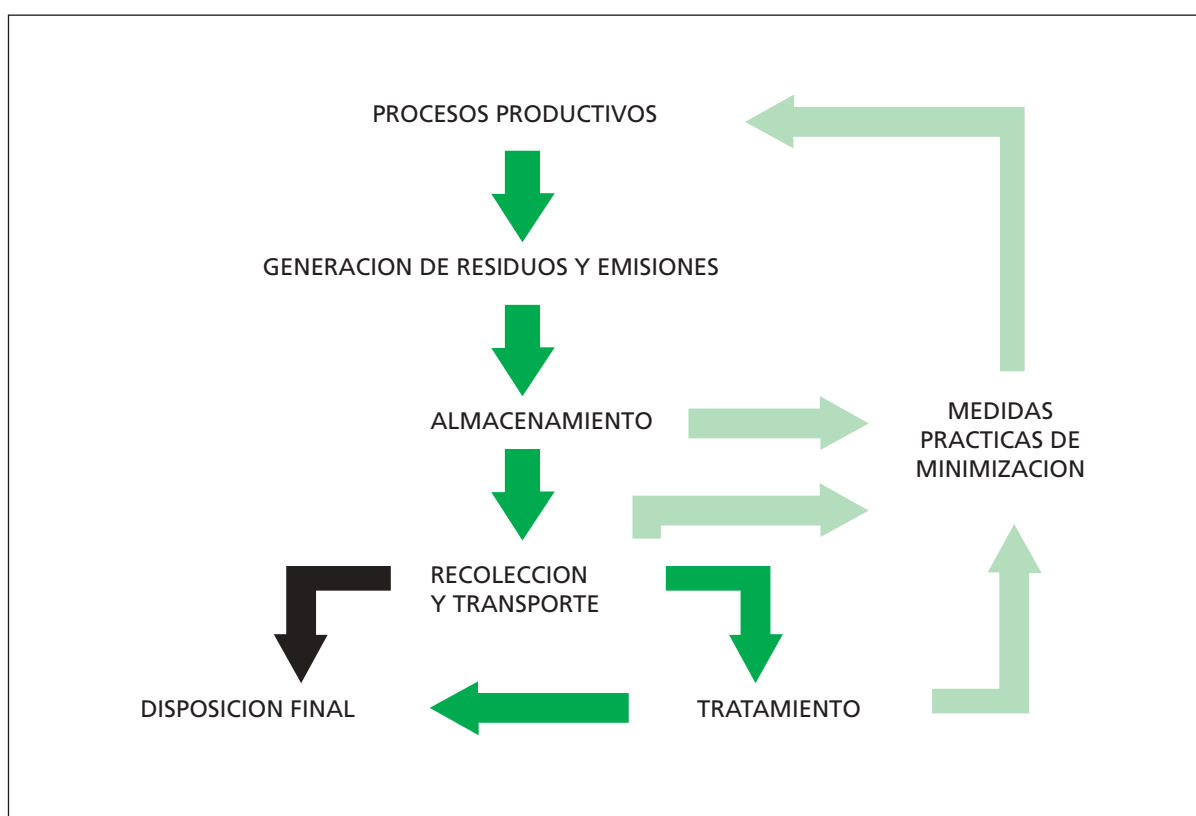 PROCESOS PRODUCTIVOS
GENERACION DE RESIDUOS Y EMISIONES
ALMACENAMIENTO
MEDIDAS
PRACTICAS DE
MINIMIZACION
RECOLECCION
Y TRANSPORTE
DISPOSICION FINAL
TRATAMIENTO